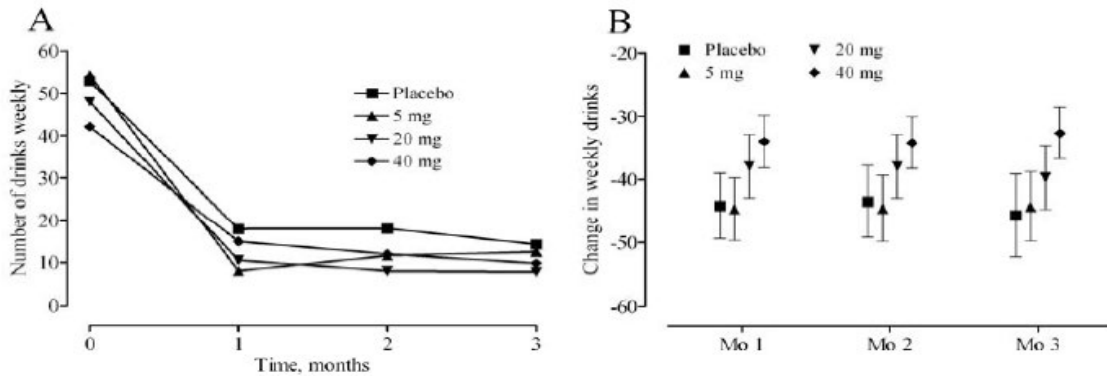 A
Number of drinks weekly
60
50
40
30
20
10
0
Placebo
5 mg
20 mg
40 mg
0 1 2 3
Time, months
B
Change in weekly drinks
-20
-30
-40
-50
-60
Placebo 20 mg
5 mg 40 mg
Mo 1 Mo 2 Mo 3